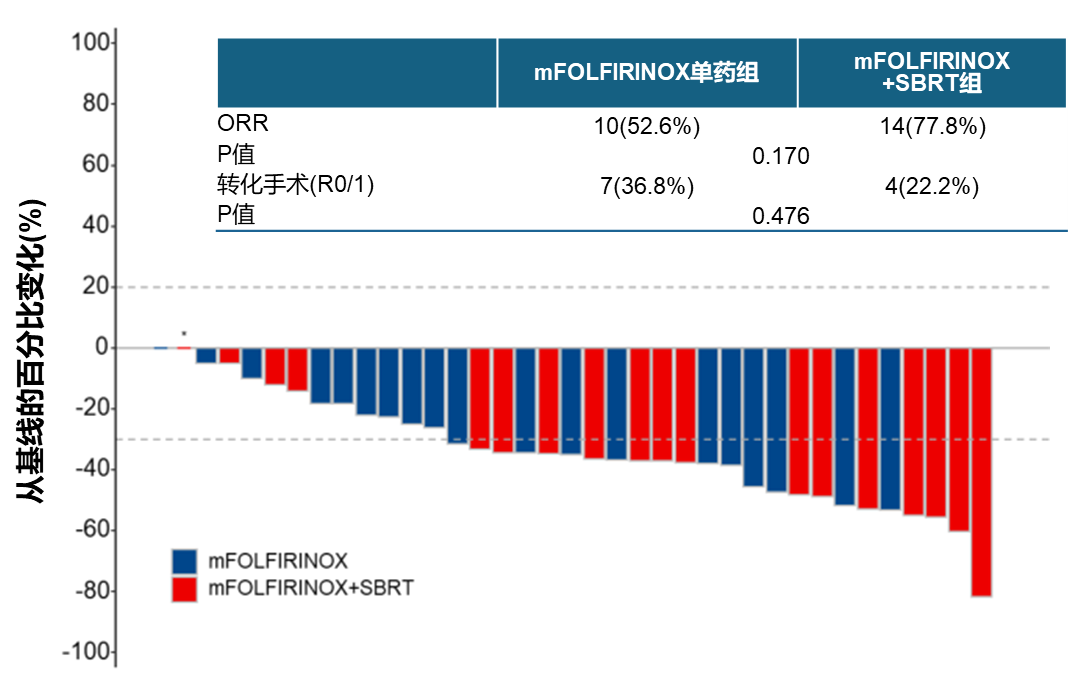 从基线的百分比变化(%)
100
80
60
40
20
0
-20
-40
-60
-80
-100
mFOLFIRINOX单药组
mFOLFIRINOX
+SBRT组
ORR 10(52.6%) 14(77.8%)
P值 0.170
转化手术(R0/1) 7(36.8%) 4(22.2%)
P值 0.476
*
mFOLFIRINOX
mFOLFIRINOX+SBRT